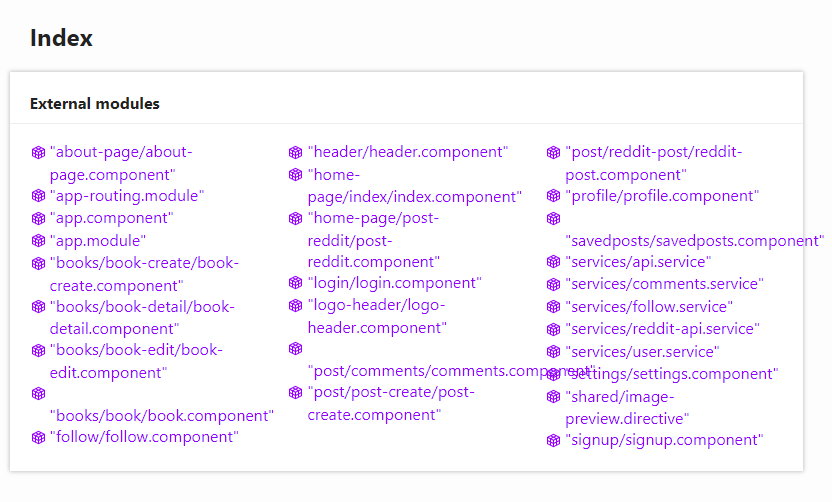 Index
External modules
"about-page/about-
page.component"
"app-routing.module"
"app.component"
"app.module"
"books/book-create/book-
create.component"
"books/book-detail/book-
detail.component"
"books/book-edit/book-
edit.component"
"books/book/book.component"
"follow/follow.component"
"header/header.component"
"home-
page/index/index.component"
"home-page/post-
reddit/post-
reddit.component"
"login/login.component"
"logo-header/logo-
header.component"
"post/comments/comments.component"
"post/post-create/post-
create.component"
"post/reddit-post/reddit-
post.component"
"profile/profile.component"
"savedposts/savedposts.component"
"services/api.service"
"services/comments.service"
"services/follow.service"
"services/reddit-api.service"
"services/user.service"
"settings/settings.component"
"shared/image-
preview.directive"
"signup/signup.component"